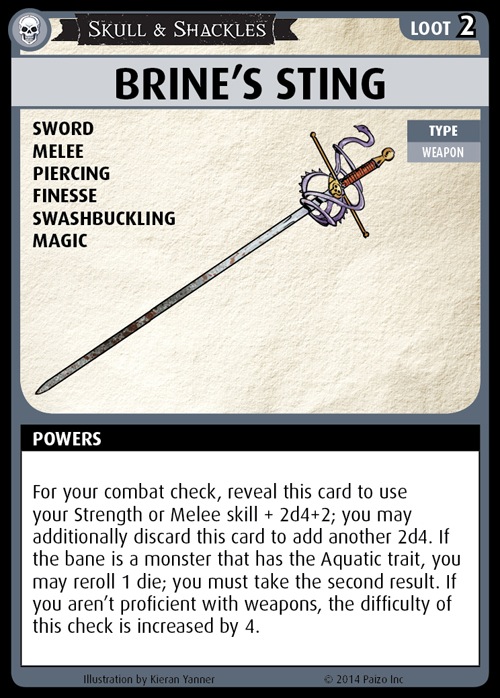 SKULL & SHACKLES
LOOT 2
BRINE'S STING
SWORD
MELEE
PIERCING
FINESSE
SWASHBUCKLING
MAGIC
TYPE
WEAPON
POWERS
For your combat check, reveal this card to use
your Strength or Melee skill + 2d4+2; you may
additionally discard this card to add another 2d4. If
the bane is a monster that has the Aquatic trait, you
may reroll 1 die; you must take the second result. If
you aren't proficient with weapons, the difficulty of
this check is increased by 4.
Illustration by Kieran Yanner
© 2014 Paizo Inc